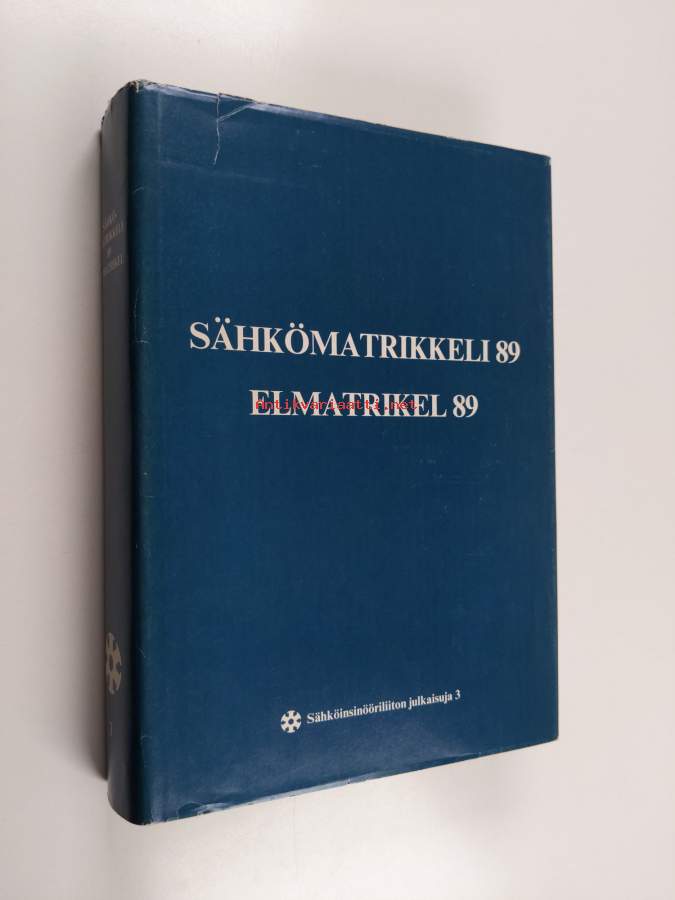 SÄHKÖMATRIKKELI 89
ELMATRIKEL 89
Antikvariaatti.net
Sähköinsinööriliiton julkaisuja 3